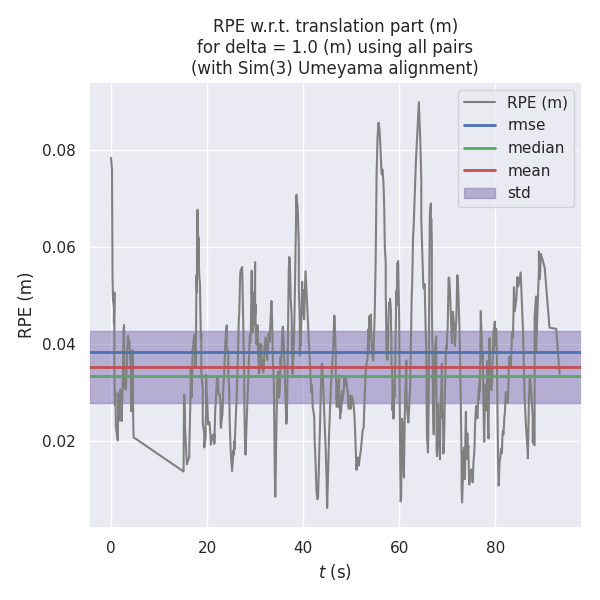 RPE w.r.t. translation part (m)
for delta = 1.0 (m) using all pairs
(with Sim(3) Umeyama alignment)
RPE (m)
rmse
median
mean
std
0.08
0.06
0.04
0.02
RPE (m)
0
20
40
60
80
t (s)